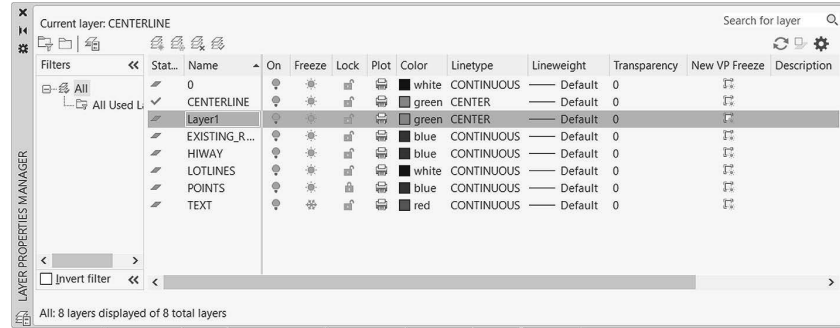 Current layer: CENTERLINE
Search for layer
Filters
Stat... Name On Freeze Lock Plot Color Linetype Lineweight Transparency New VP Freeze Description
All
All Used L
0 white CONTINUOUS Default 0
CENTERLINE green CENTER Default 0
Layer1 green CENTER Default 0
EXISTING_R... blue CONTINUOUS Default 0
HIWAY blue CONTINUOUS Default 0
LOTLINES white CONTINUOUS Default 0
POINTS blue CONTINUOUS Default 0
TEXT red CONTINUOUS Default 0
Invert filter
All: 8 layers displayed of 8 total layers
LAYER PROPERTIES MANAGER